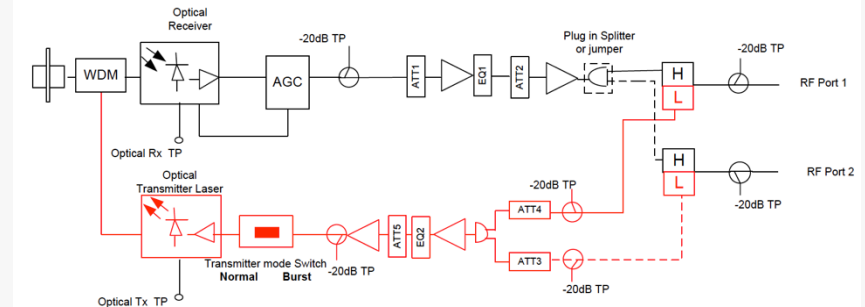 Optical
Receiver
-20dB TP
Plug in Splitter
or jumper
-20dB TP
WDM
AGC
ATT1
EQ1
ATT2
H
L
RF Port 1
Optical Rx TP
Optical
Transmitter Laser
-20dB TP
H
L
RF Port 2
-20dB TP
ATT4
ATT5
EQ2
ATT3
Transmitter mode Switch
Normal Burst
-20dB TP
-20dB TP
Optical Tx TP